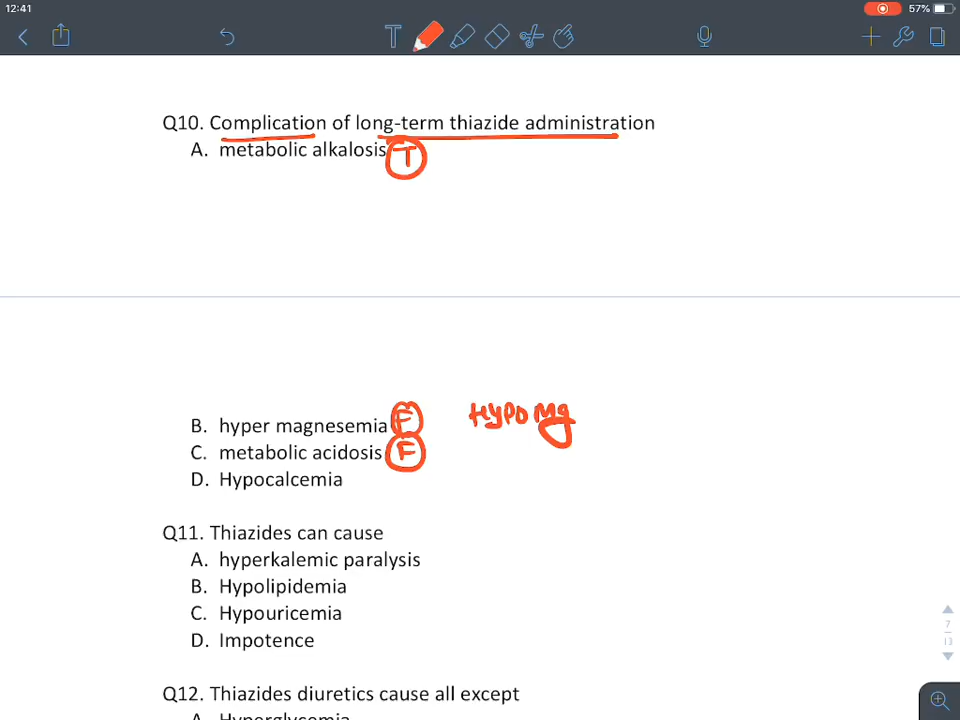 12:41
57%
Q10. Complication of long-term thiazide administration
A. metabolic alkalosis T
B. hyper magnesemia F HYPO Mg
C. metabolic acidosis F
D. Hypocalcemia
Q11. Thiazides can cause
A. hyperkalemic paralysis
B. Hypolipidemia
C. Hypouricemia
D. Impotence
7
13
Q12. Thiazides diuretics cause all except
A. Hyperglycemia